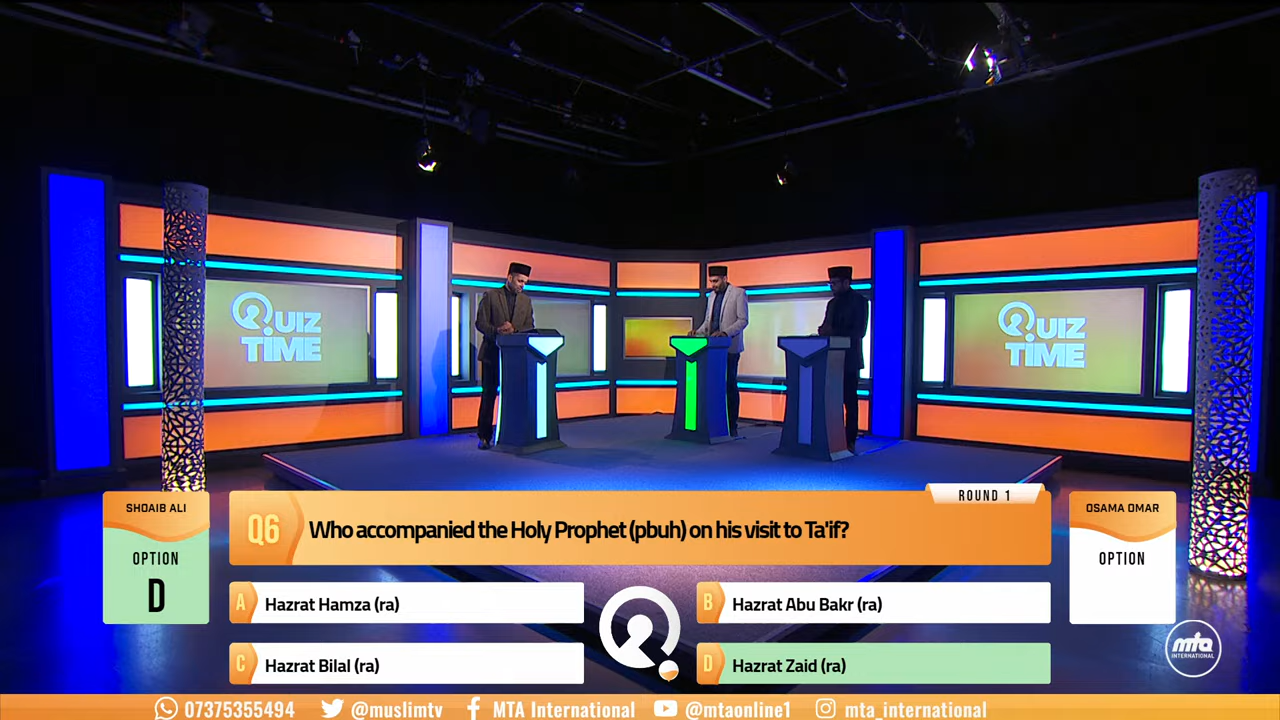 QUIZ
TIME
QUIZ
TIME
ROUND 1
SHOAIB ALI
OPTION
D
Q6
Who accompanied the Holy Prophet (pbuh) on his visit to Ta'if?
OSAMA OMAR
OPTION
A
Hazrat Hamza (ra)
B
Hazrat Abu Bakr (ra)
C
Hazrat Bilal (ra)
D
Hazrat Zaid (ra)
mta
INTERNATIONAL
07375355494
@muslimtv
MTA International
@mtaonline1
mta_international